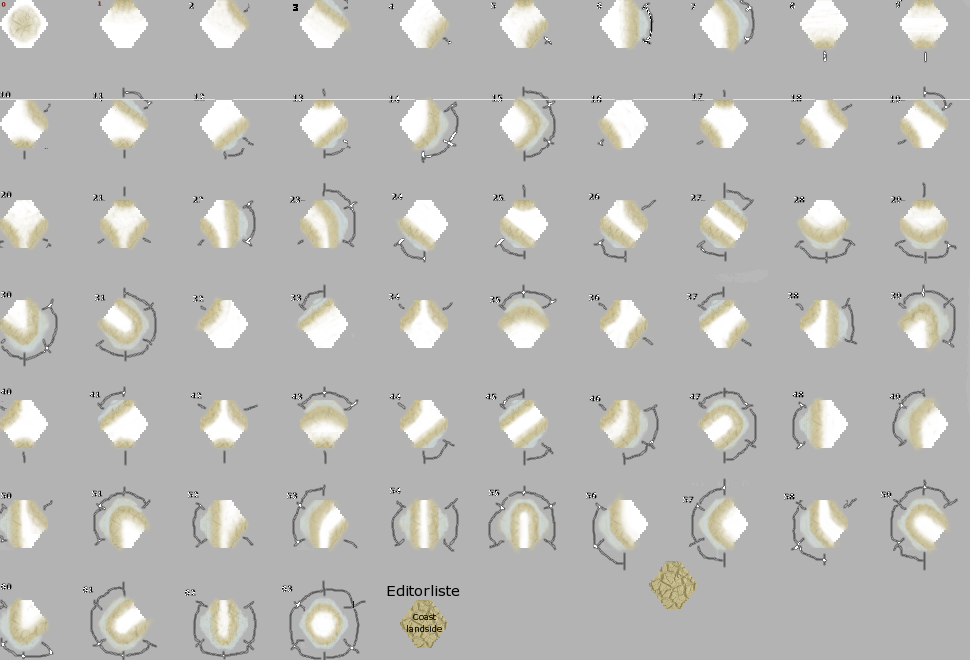 0 1 2 3 4 5 6 7 8 9
10 11 12 13 14 15 16 17 18 19
20 21 22 23 24 25 26 27 28 29
30 31 32 33 34 35 36 37 38 39
40 41 42 43 44 45 46 47 48 49
50 51 52 53 54 55 56 57 58 59
60 61 62 63
Editorliste
Coast
landside